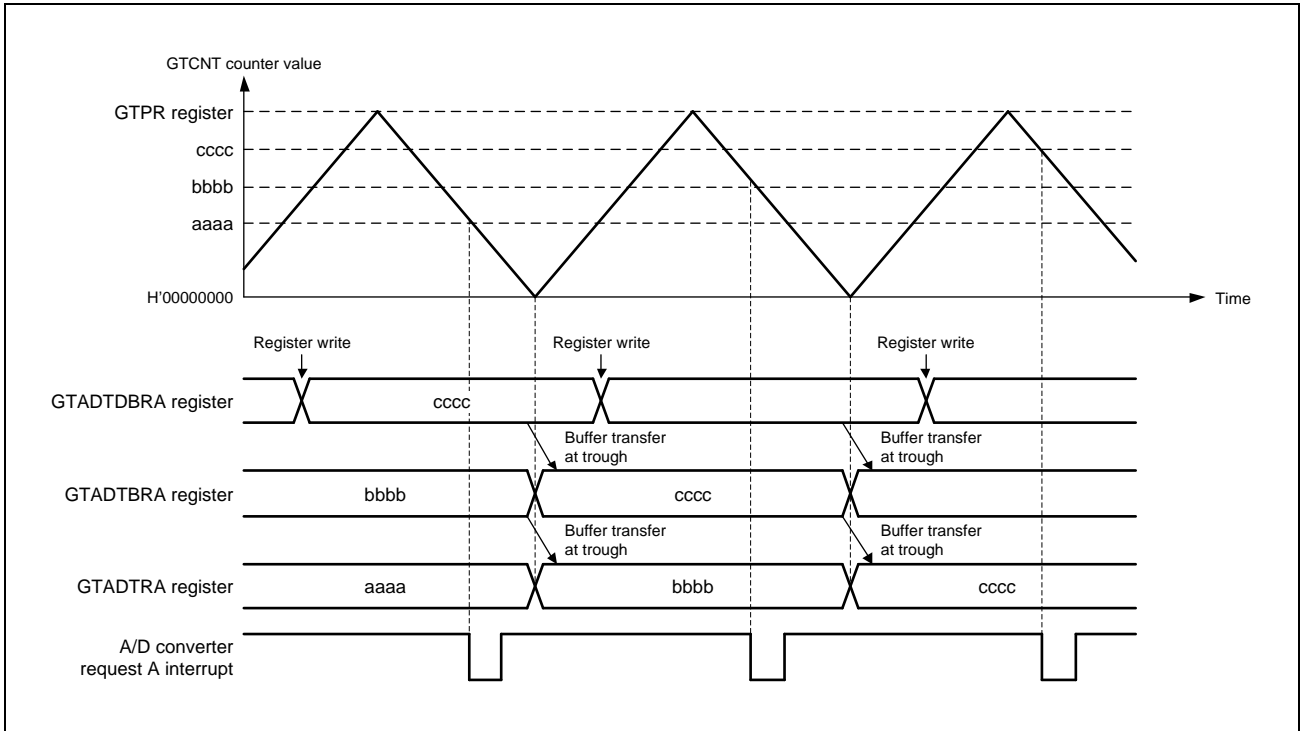 GTCNT counter value
GTPR register
cccc
bbbb
aaaa
H'00000000
Time
Register write
Register write
Register write
GTADTDBRA register
cccc
Buffer transfer
at trough
Buffer transfer
at trough
GTADTBRA register
bbbb
cccc
Buffer transfer
at trough
Buffer transfer
at trough
GTADTRA register
aaaa
bbbb
cccc
A/D converter
request A interrupt